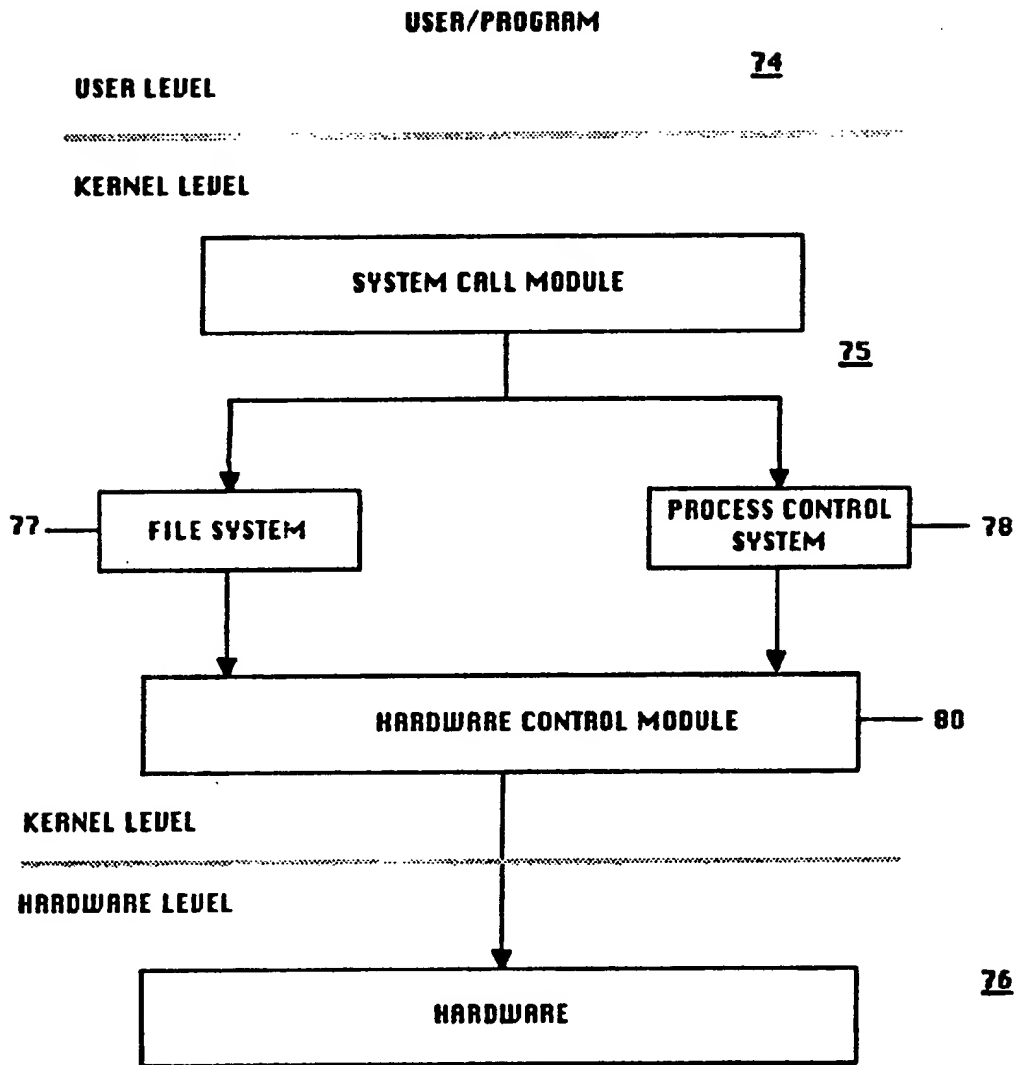 USER/PROGRAM
74
USER LEVEL
KERNEL LEVEL
SYSTEM CALL MODULE
75
77
FILE SYSTEM
PROCESS CONTROL
SYSTEM
78
HARDWARE CONTROL MODULE
80
KERNEL LEVEL
HARDWARE LEVEL
76
HARDWARE